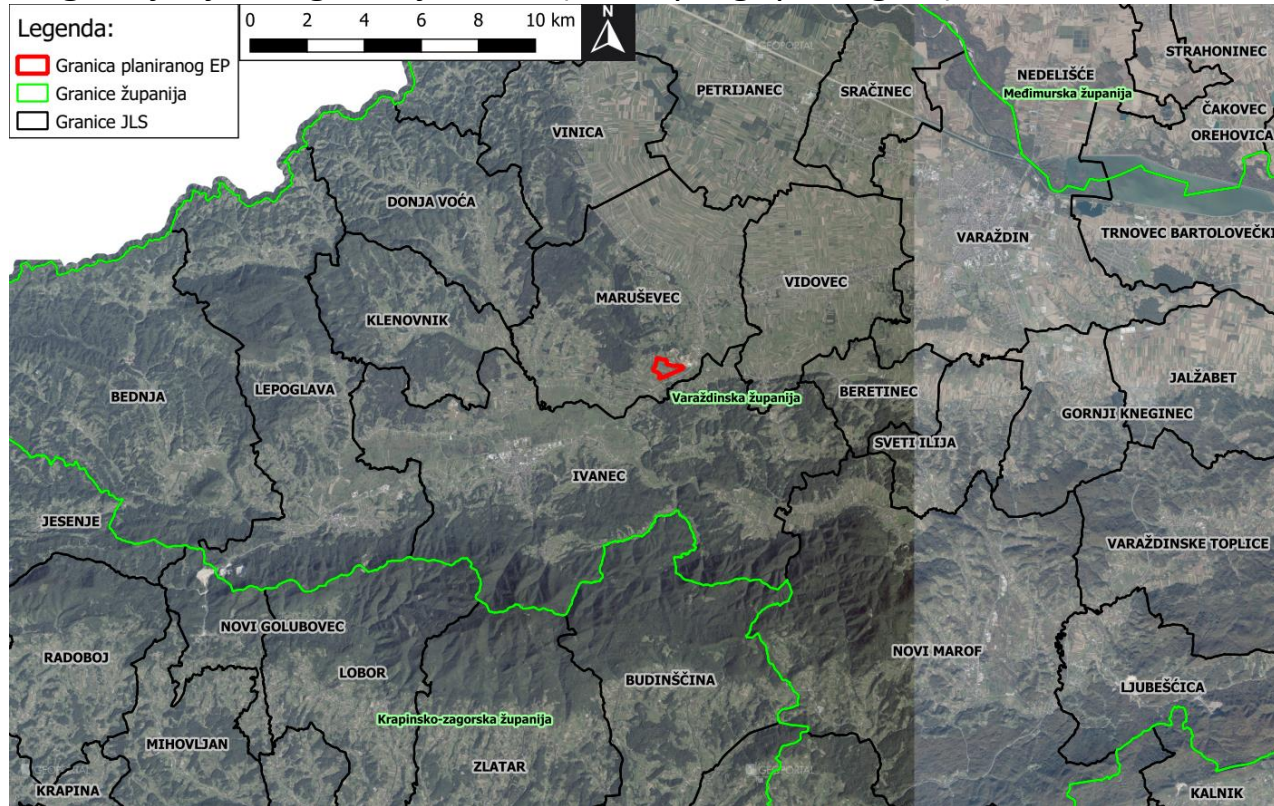 Legenda:
Granica planiranog EP
Granice županija
Granice JLS
0 2 4 6 8 10 km
N
GEOPORTAL
STRAHONINEC
NEDELIŠĆE
Međimurska županija
PETRIJANEC
SRAČINEC
ČAKOVEC
VINICA
OREHOVICA
DONJA VOĆA
VARAŽDIN
TRNOVEC BARTOLOVEČKI
VIDOVEC
MARUŠEVEC
KLENOVNIK
BEDNJA
LEPOGLAVA
Varaždinska županija
BERETINEC
JALŽABET
GORNJI KNEGINEC
SVETI ILIJA
IVANEC
JESENJE
VARAŽDINSKE TOPLICE
NOVI GOLUBOVEC
RADOBOJ
LOBOR
BUDINŠČINA
NOVI MAROF
LJUBEŠĆICA
Krapinsko-zagorska županija
MIHOVLJAN
ZLATAR
GEOPORTAL
GEOPORTAL
KRAPINA
KALNIK